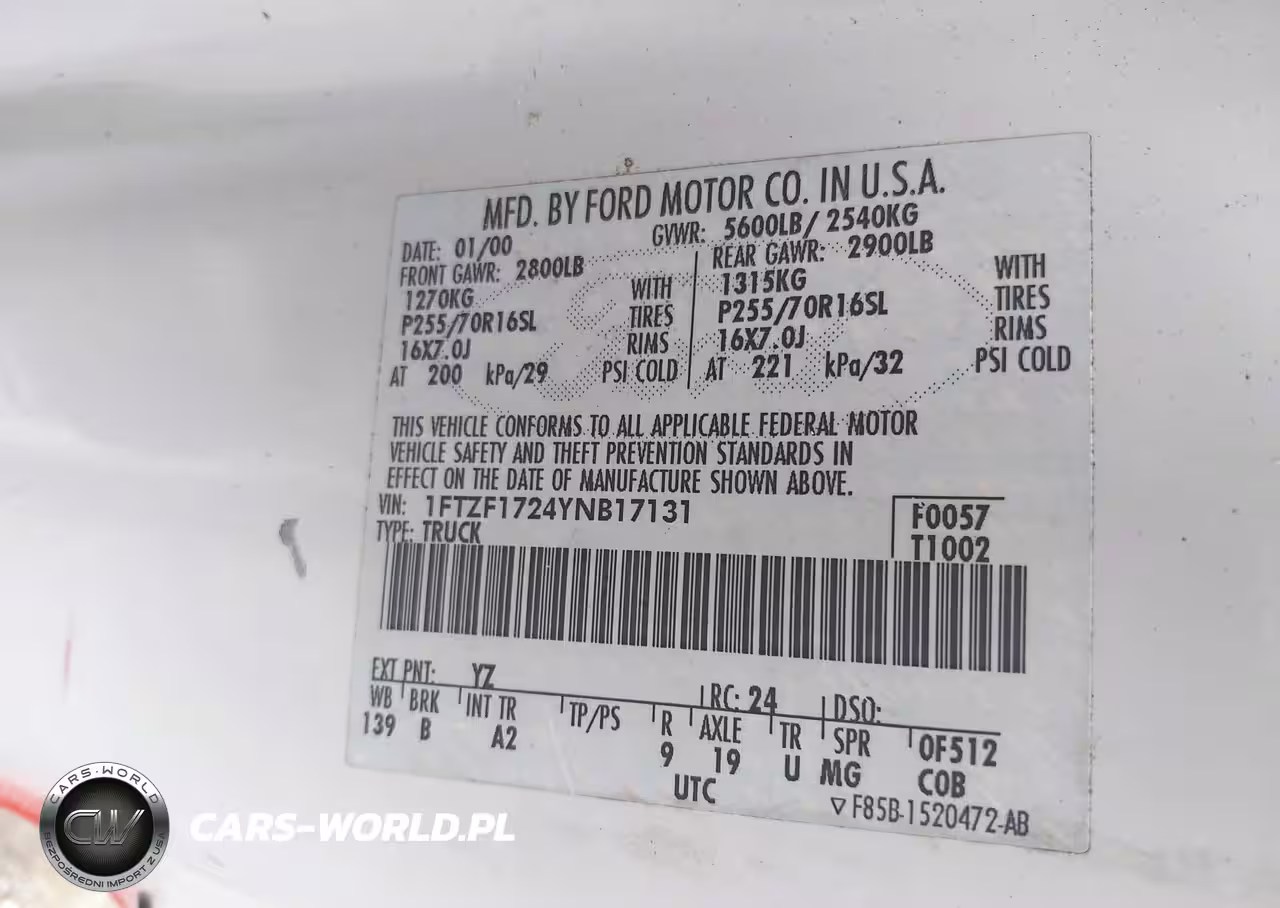 MFD. BY FORD MOTOR CO. IN U.S.A.
DATE: 01/00 GVWR: 5600LB/ 2540KG
FRONT GAWR: 2800LB REAR GAWR: 2900LB
1270KG WITH 1315KG WITH
P255/70R16SL TIRES P255/70R16SL TIRES
16X7.0J RIMS 16X7.0J RIMS
AT 200 kPa/29 PSI COLD AT 221 kPa/32 PSI COLD
THIS VEHICLE CONFORMS TO ALL APPLICABLE FEDERAL MOTOR
VEHICLE SAFETY AND THEFT PREVENTION STANDARDS IN
EFFECT ON THE DATE OF MANUFACTURE SHOWN ABOVE.
VIN: 1FTZF1724YNB17131 F0057
TYPE: TRUCK T1002
EXT PNT: YZ RC: 24 DSO:
WB BRK INT TR TP/PS R AXLE TR SPR 0F512
139 B A2 9 19 U MG COB
UTC
▽ F85B-1520472-AB
CARS-WORLD
CW
BEZPOŚREDNI IMPORT Z USA
CARS-WORLD.PL